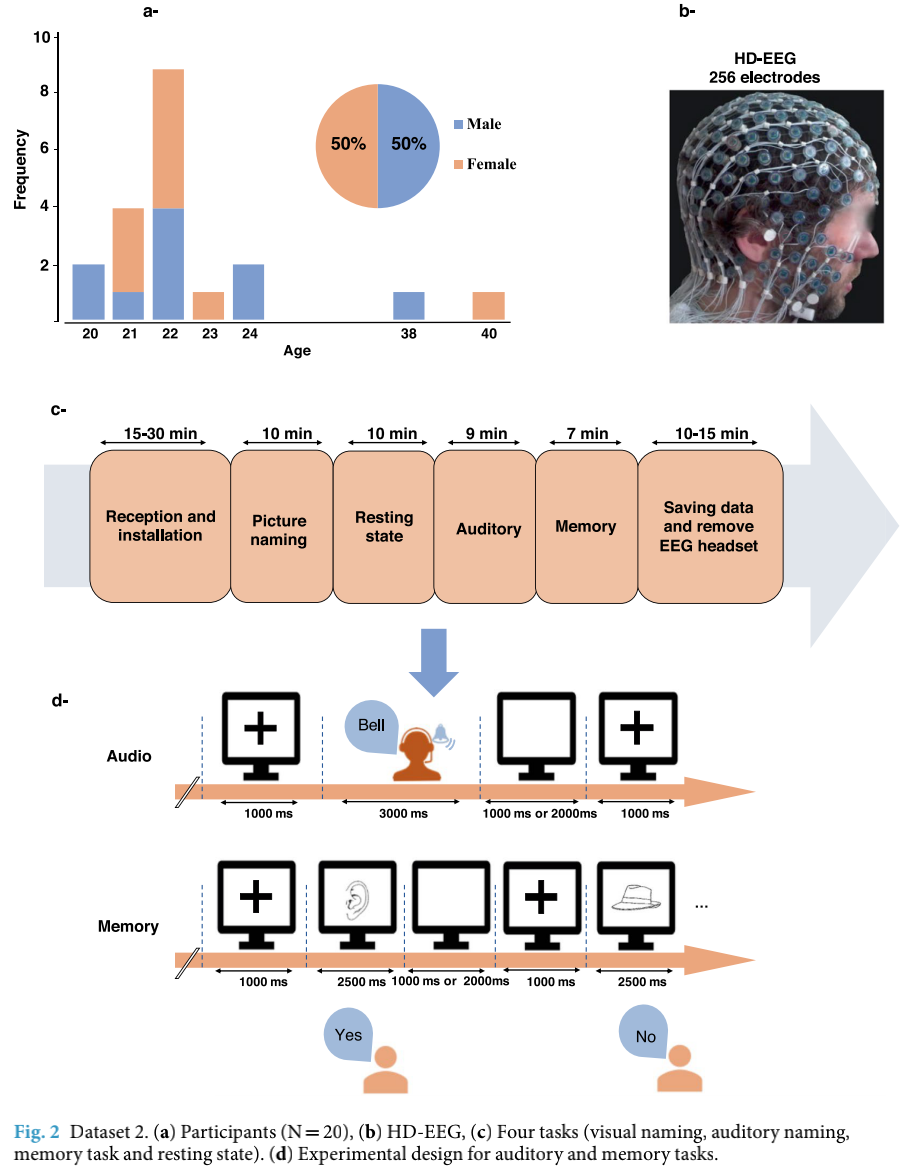 a-
10
8
6
4
2
Frequency
20 21 22 23 24 38 40
Age
50% 50%
Male
Female
b-
HD-EEG
256 electrodes
c-
15-30 min 10 min 10 min 9 min 7 min 10-15 min
Reception and
installation
Picture
naming
Resting
state
Auditory
Memory
Saving data
and remove
EEG headset
d-
Audio
Bell
1000 ms 3000 ms 1000 ms or 2000ms 1000 ms
Memory
...
1000 ms 2500 ms 1000 ms or 2000ms 1000 ms 2500 ms
Yes
No
Fig. 2 Dataset 2. (a) Participants (N = 20), (b) HD-EEG, (c) Four tasks (visual naming, auditory naming,
memory task and resting state). (d) Experimental design for auditory and memory tasks.